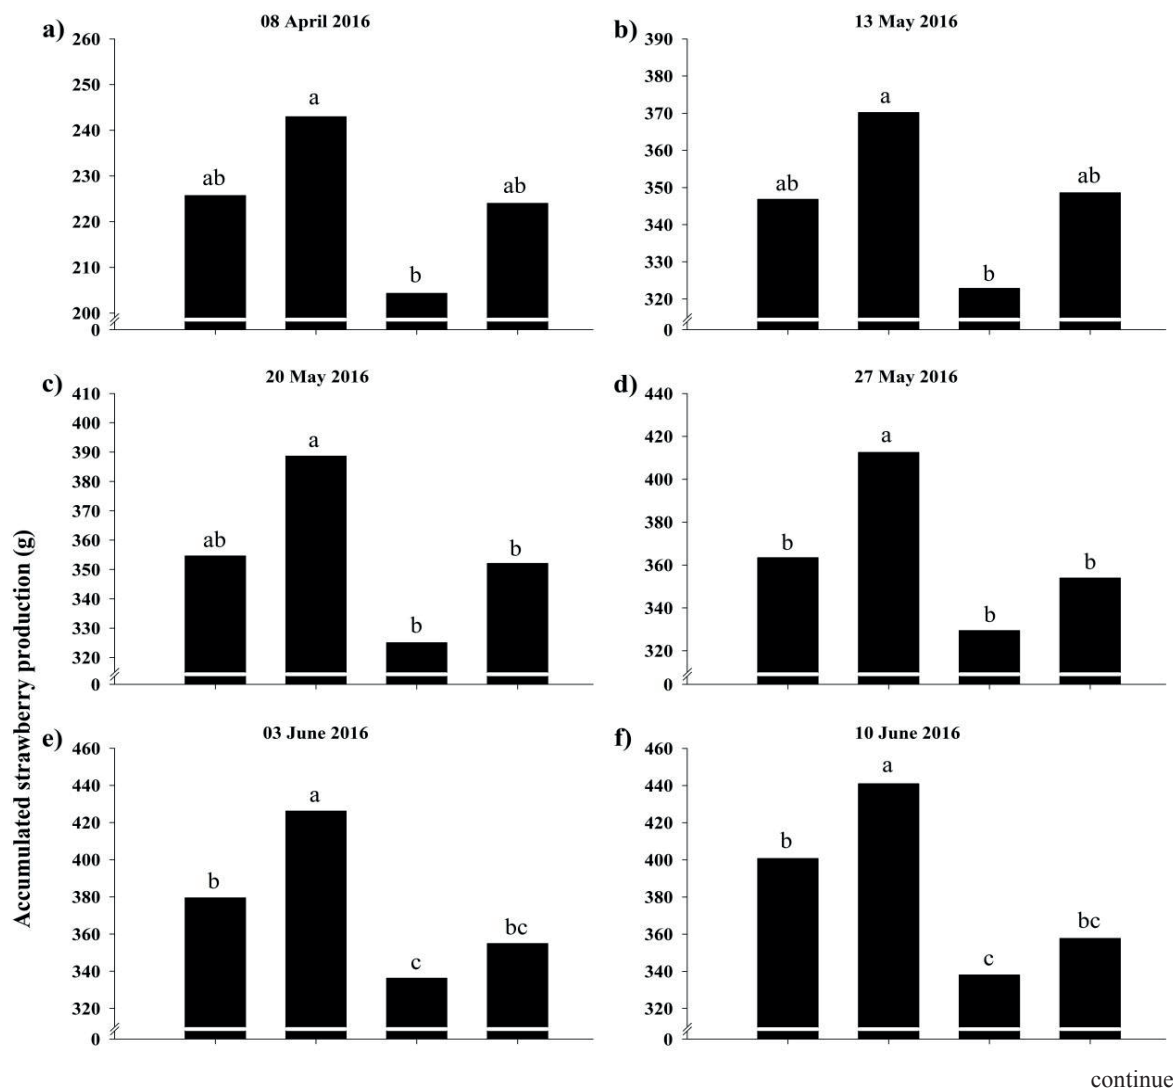 a)
08 April 2016
260
250
240
230
220
210
200
0
ab
a
b
ab
b)
13 May 2016
390
380
370
360
350
340
330
320
0
ab
a
b
ab
c)
20 May 2016
410
400
390
380
370
360
350
340
330
320
0
ab
a
b
b
d)
27 May 2016
440
420
400
380
360
340
320
0
b
a
b
b
e)
03 June 2016
460
440
420
400
380
360
340
320
0
b
a
c
bc
f)
10 June 2016
460
440
420
400
380
360
340
320
0
b
a
c
bc
Accumulated strawberry production (g)
continue